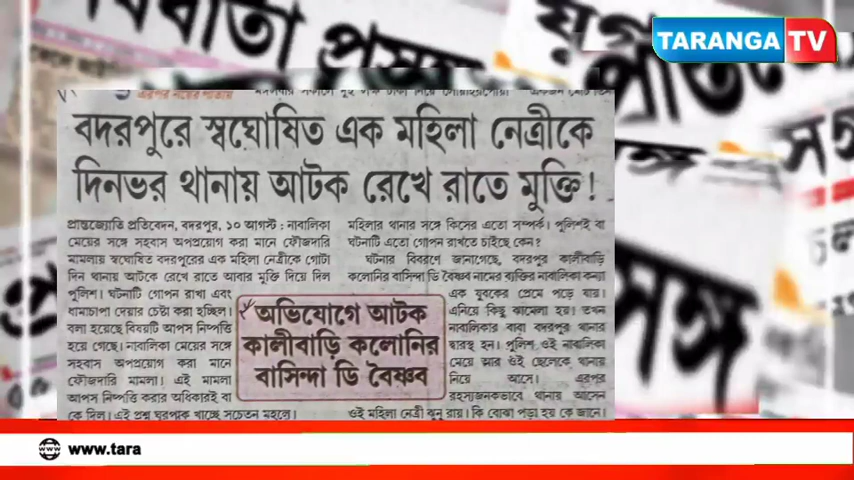 TARANGA TV
বদরপুরে স্বঘোষিত এক মহিলা নেত্রীকে
দিনভর থানায় আটক রেখে রাতে মুক্তি!
প্রান্তজ্যোতি প্রতিবেদন, বদরপুর, ১০ আগস্ট : নাবালিকা
মেয়ের সঙ্গে সহবাস অপপ্রয়োগ করা মানে ফৌজদারি
মামলায় স্বঘোষিত বদরপুরের এক মহিলা নেত্রীকে গোটা
দিন থানায় আটকে রেখে রাতে আবার মুক্তি দিয়ে দিল
পুলিশ। ঘটনাটি গোপন রাখা এবং
ধামাচাপা দেয়ার চেষ্টা করা হচ্ছিল।
বলা হয়েছে বিষয়টি আপস নিষ্পত্তি
হয়ে গেছে। নাবালিকা মেয়ের সঙ্গে
সহবাস অপপ্রয়োগ করা মানে
ফৌজদারি মামলা! এই মামলা
আপস নিষ্পত্তি করার অধিকারই বা
কে দিল। এই প্রশ্ন ঘুরপাক খাচ্ছে সচেতন মহলে।
অভিযোগে আটক
কালীবাড়ি কলোনির
বাসিন্দা ডি বৈষ্ণব
মহিলার থানার সঙ্গে কিসের এতো সম্পর্ক। পুলিশই বা
ঘটনাটি এতো গোপন রাখতে চাইছে কেন?
ঘটনার বিবরণে জানাগেছে, বদরপুর কালীবাড়ি
কলোনির বাসিন্দা ডি বৈষ্ণব নামের ব্যক্তির নাবালিকা কন্যা
এক যুবকের প্রেমে পড়ে যায়।
এনিয়ে কিছু ঝামেলা হয়। তখন
নাবালিকার বাবা বদরপুর থানার
দ্বারস্থ হন। পুলিশ ওই নাবালিকা
মেয়ে আর ওঁই ছেলেকে থানায়
নিয়ে আসে। এরপর
রহস্যজনকভাবে থানায় আসেন
ওই মহিলা নেত্রী ঝুনু রায়। কি বোঝা পড়া হয় কে জানে।
www.tara